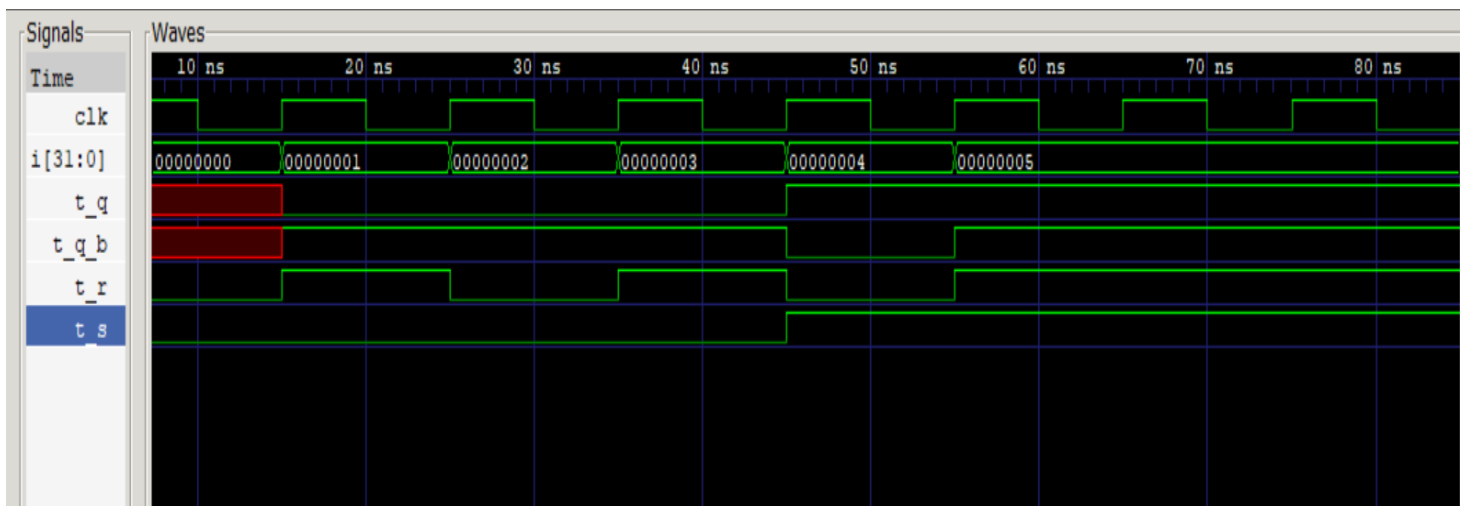 Signals Waves
Time 10 ns 20 ns 30 ns 40 ns 50 ns 60 ns 70 ns 80 ns
clk
i[31:0] 00000000 00000001 00000002 00000003 00000004 00000005
t_q
t_q_b
t_r
t_s